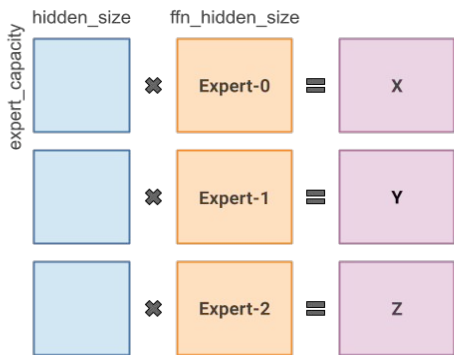 hidden_size ffn_hidden_size
expert_capacity
Expert-0
X
Expert-1
Y
Expert-2
Z